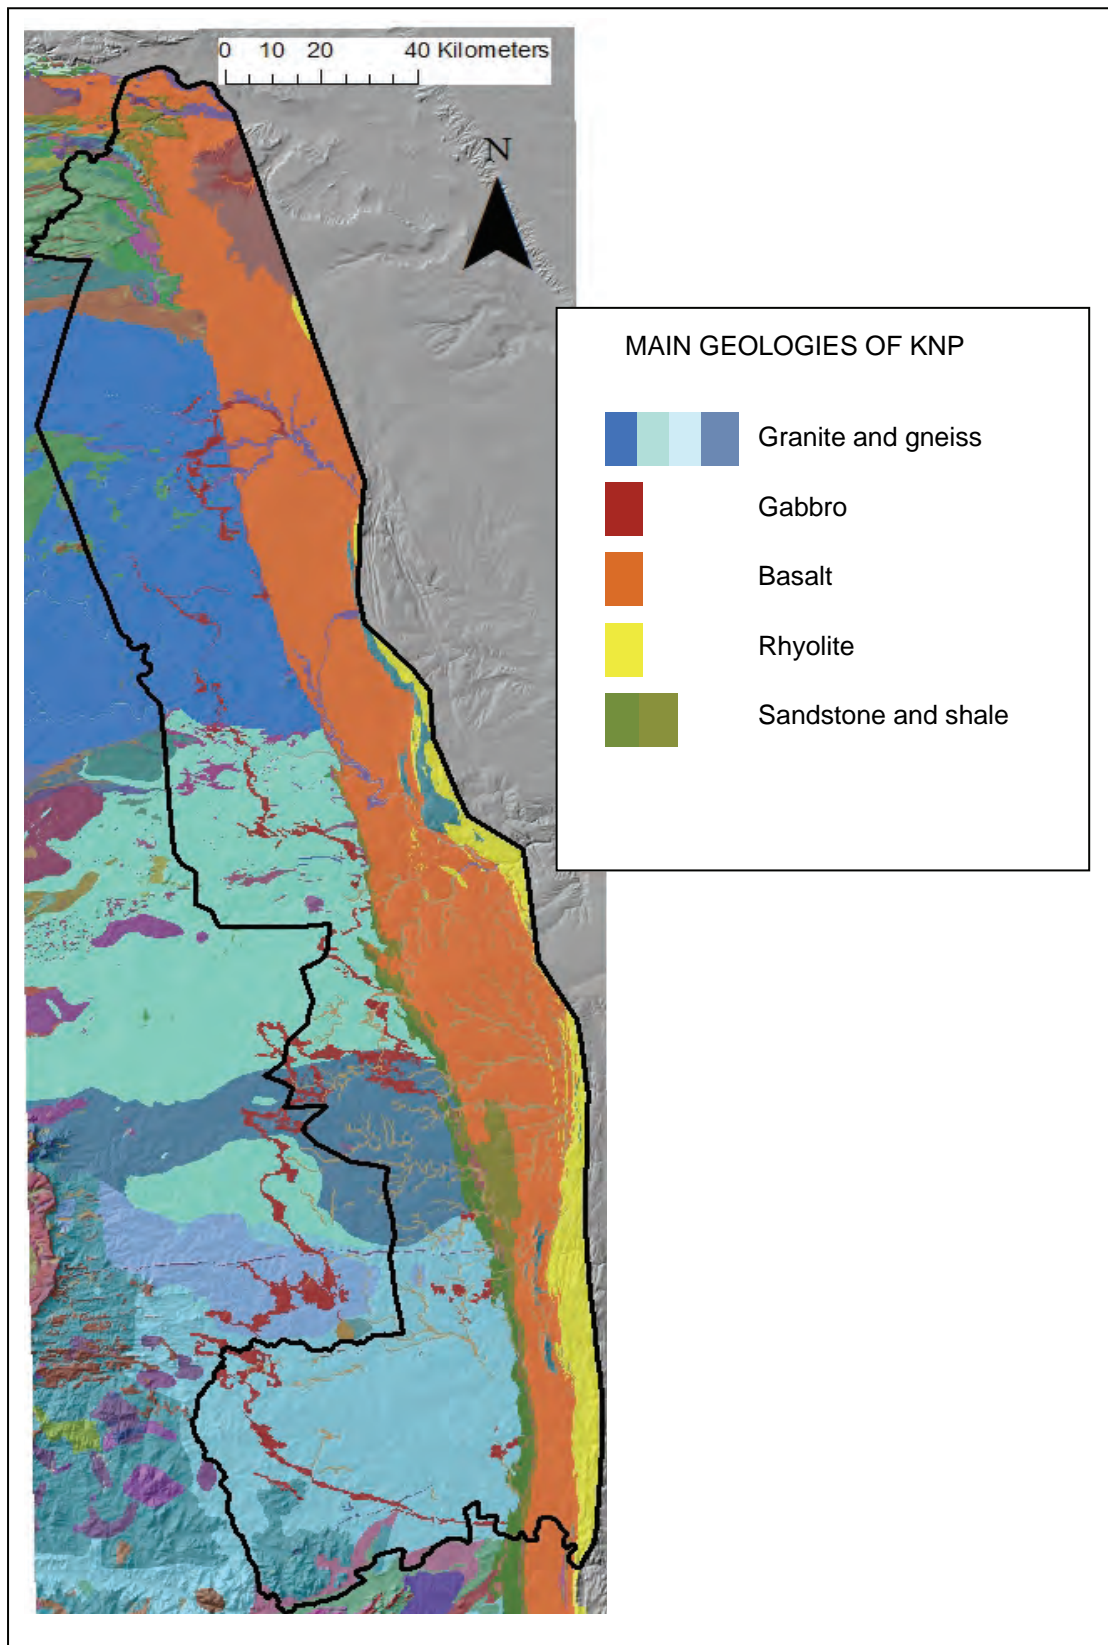 0 10 20 40 Kilometers
N
MAIN GEOLOGIES OF KNP
Granite and gneiss
Gabbro
Basalt
Rhyolite
Sandstone and shale